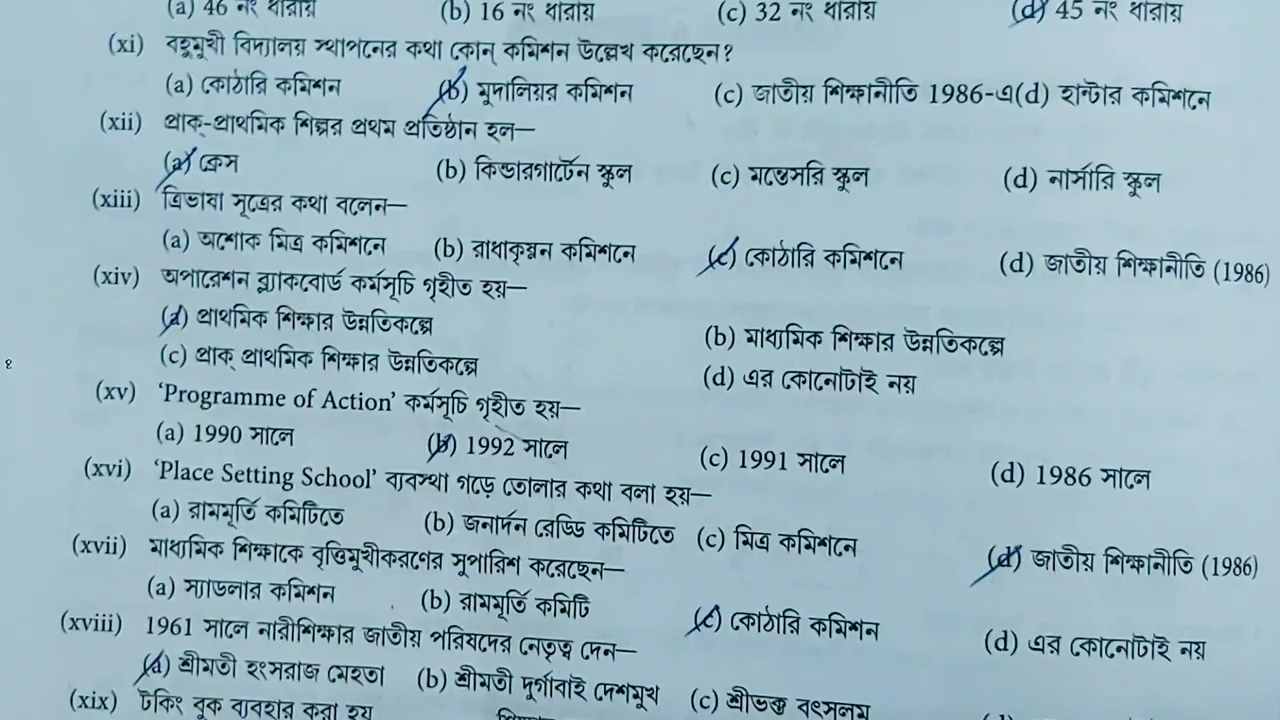 (a) 46 নং ধারায় (b) 16 নং ধারায় (c) 32 নং ধারায় (d) 45 নং ধারায়
(xi) বহুমুখী বিদ্যালয় স্থাপনের কথা কোন্ কমিশন উল্লেখ করেছেন?
(a) কোঠারি কমিশন (b) মুদালিয়র কমিশন (c) জাতীয় শিক্ষানীতি 1986-এ(d) হান্টার কমিশনে
(xii) প্রাক্-প্রাথমিক শিল্পর প্রথম প্রতিষ্ঠান হল—
(a) ক্রেস (b) কিন্ডারগার্টেন স্কুল (c) মন্তেসরি স্কুল (d) নার্সারি স্কুল
(xiii) ত্রিভাষা সূত্রের কথা বলেন—
(a) অশোক মিত্র কমিশনে (b) রাধাকৃয়ন কমিশনে (c) কোঠারি কমিশনে (d) জাতীয় শিক্ষানীতি (1986)
(xiv) অপারেশন ব্ল্যাকবোর্ড কর্মসূচি গৃহীত হয়—
(a) প্রাথমিক শিক্ষার উন্নতিকল্পে (b) মাধ্যমিক শিক্ষার উন্নতিকল্পে
(c) প্রাক্ প্রাথমিক শিক্ষার উন্নতিকল্পে (d) এর কোনোটাই নয়
৪
(xv) ‘Programme of Action’ কর্মসূচি গৃহীত হয়—
(a) 1990 সালে (b) 1992 সালে (c) 1991 সালে (d) 1986 সালে
(xvi) ‘Place Setting School’ ব্যবস্থা গড়ে তোলার কথা বলা হয়—
(a) রামমূর্তি কমিটিতে (b) জনার্দন রেড্ডি কমিটিতে (c) মিত্র কমিশনে (d) জাতীয় শিক্ষানীতি (1986)
(xvii) মাধ্যমিক শিক্ষাকে বৃত্তিমুখীকরণের সুপারিশ করেছেন—
(a) স্যাডলার কমিশন (b) রামমূর্তি কমিটি (c) কোঠারি কমিশন (d) এর কোনোটাই নয়
(xviii) 1961 সালে নারীশিক্ষার জাতীয় পরিষদের নেতৃত্ব দেন—
(a) শ্রীমতী হংসরাজ মেহতা (b) শ্রীমতী দুর্গাবাই দেশমুখ (c) শ্রীভক্ত বৎসলম
(xix) টকিং বুক ব্যবহার করা হয়